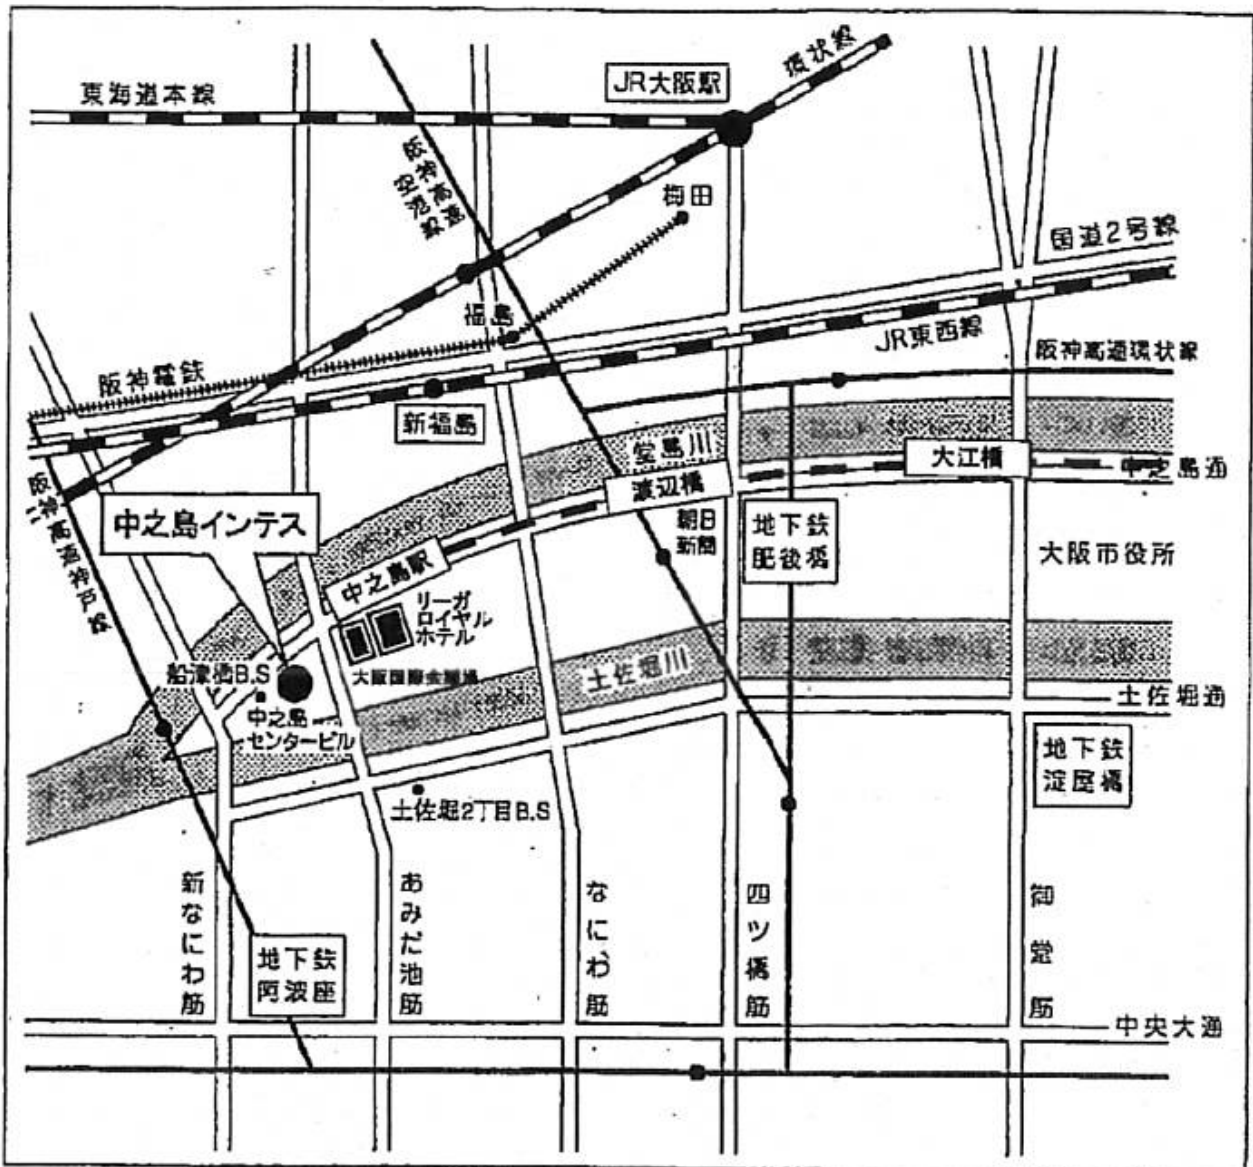 JR大阪駅
環状線
東海道本線
阪神高速
空港線
梅田
国道2号線
福島
JR東西線
阪神電鉄
阪神高速環状線
新福島
堂島川
大江橋
中之島通
渡辺橋
阪神高速神戸線
中之島インテス
朝日
新聞
地下鉄
肥後橋
大阪市役所
中之島駅
リーガ
ロイヤル
ホテル
船津橋B.S
大阪国際会議場
土佐堀川
中之島
センタービル
土佐堀通
地下鉄
淀屋橋
土佐堀2丁目B.S
新なにわ筋
あみだ池筋
なにわ筋
四ツ橋筋
御堂筋
地下鉄
阿波座
中央大通